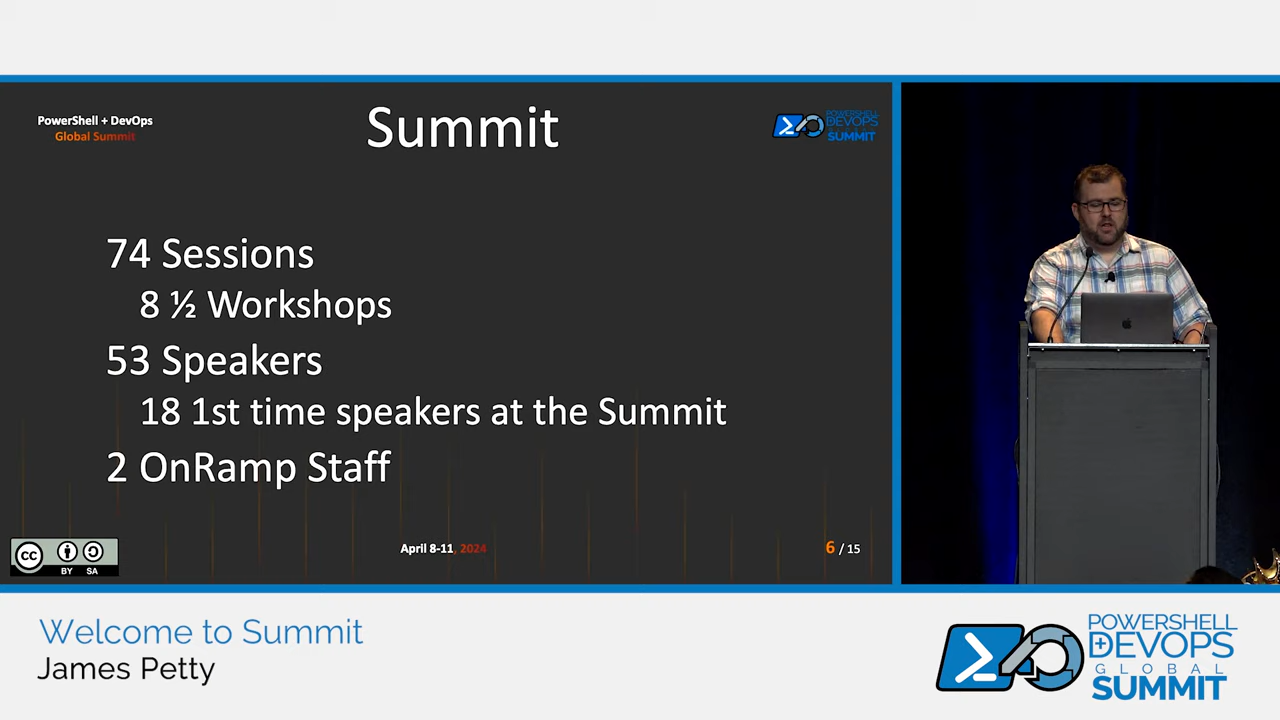 PowerShell + DevOps
Global Summit
Summit
POWERSHELL
DEVOPS
GLOBAL
SUMMIT
74 Sessions
8 ½ Workshops
53 Speakers
18 1st time speakers at the Summit
2 OnRamp Staff
cc
BY SA
April 8-11, 2024
6 / 15
Welcome to Summit
James Petty
POWERSHELL
+DEVOPS
GLOBAL
SUMMIT